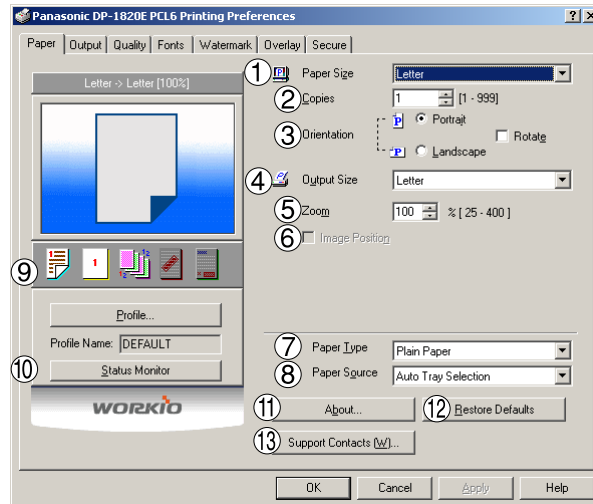 Panasonic DP-1820E PCL6 Printing Preferences
Paper Output Quality Fonts Watermark Overlay Secure
Letter -> Letter [100%]
① Paper Size Letter
② Copies 1 [1 - 999]
③ Orientation Portrait
Rotate
Landscape
④ Output Size Letter
⑤ Zoom 100 % [ 25 - 400 ]
⑥ Image Position
⑨
Profile...
Profile Name: DEFAULT
⑩ Status Monitor
WORKiO
⑦ Paper Type Plain Paper
⑧ Paper Source Auto Tray Selection
⑪ About... ⑫ Restore Defaults
⑬ Support Contacts (W)...
OK Cancel Apply Help